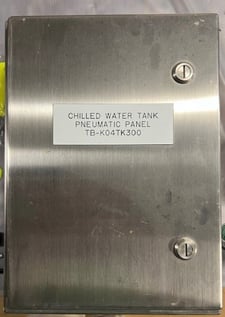 CHILLED WATER TANK
PNEUMATIC PANEL
TB-K04TK300